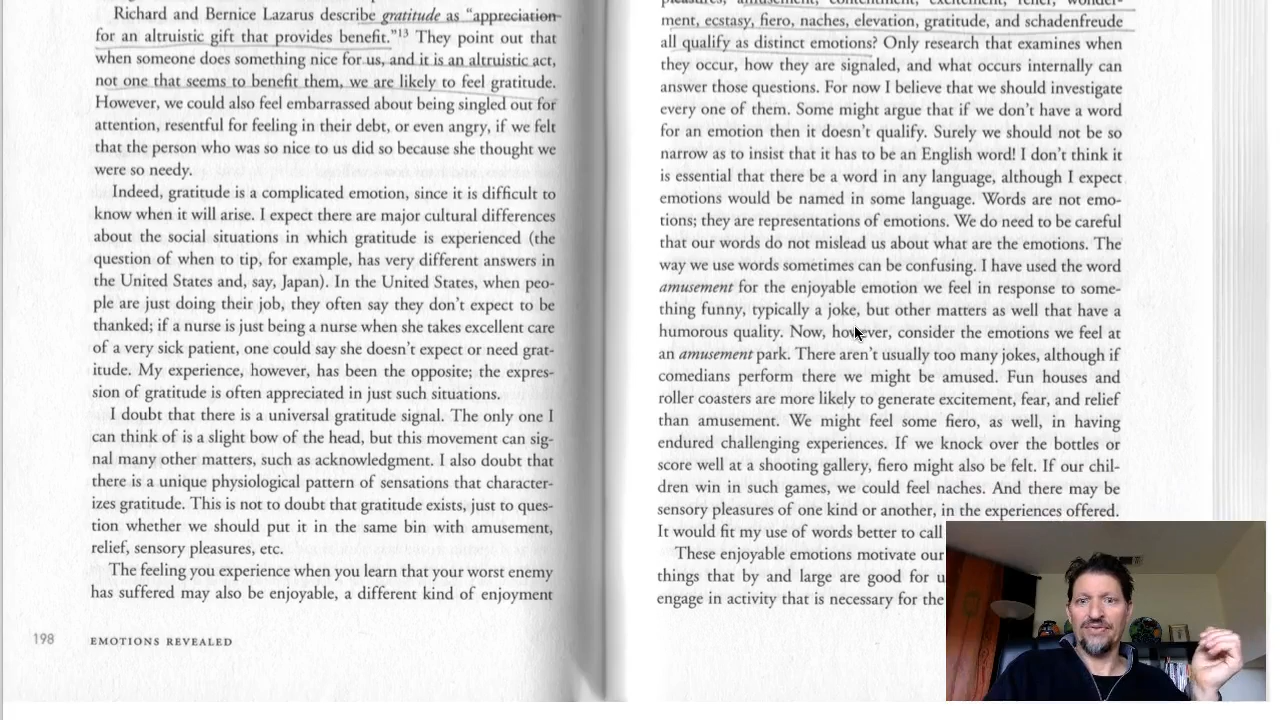 Richard and Bernice Lazarus describe gratitude as “appreciation
for an altruistic gift that provides benefit.”13 They point out that
when someone does something nice for us, and it is an altruistic act,
not one that seems to benefit them, we are likely to feel gratitude.
However, we could also feel embarrassed about being singled out for
attention, resentful for feeling in their debt, or even angry, if we felt
that the person who was so nice to us did so because she thought we
were so needy.
Indeed, gratitude is a complicated emotion, since it is difficult to
know when it will arise. I expect there are major cultural differences
about the social situations in which gratitude is experienced (the
question of when to tip, for example, has very different answers in
the United States and, say, Japan). In the United States, when peo-
ple are just doing their job, they often say they don’t expect to be
thanked; if a nurse is just being a nurse when she takes excellent care
of a very sick patient, one could say she doesn’t expect or need grat-
itude. My experience, however, has been the opposite; the expres-
sion of gratitude is often appreciated in just such situations.
I doubt that there is a universal gratitude signal. The only one I
can think of is a slight bow of the head, but this movement can sig-
nal many other matters, such as acknowledgment. I also doubt that
there is a unique physiological pattern of sensations that character-
izes gratitude. This is not to doubt that gratitude exists, just to ques-
tion whether we should put it in the same bin with amusement,
relief, sensory pleasures, etc.
The feeling you experience when you learn that your worst enemy
has suffered may also be enjoyable, a different kind of enjoyment
198 EMOTIONS REVEALED
pleasures, amusement, contentment, excitement, relief, wonder-
ment, ecstasy, fiero, naches, elevation, gratitude, and schadenfreude
all qualify as distinct emotions? Only research that examines when
they occur, how they are signaled, and what occurs internally can
answer those questions. For now I believe that we should investigate
every one of them. Some might argue that if we don’t have a word
for an emotion then it doesn’t qualify. Surely we should not be so
narrow as to insist that it has to be an English word! I don’t think it
is essential that there be a word in any language, although I expect
emotions would be named in some language. Words are not emo-
tions; they are representations of emotions. We do need to be careful
that our words do not mislead us about what are the emotions. The
way we use words sometimes can be confusing. I have used the word
amusement for the enjoyable emotion we feel in response to some-
thing funny, typically a joke, but other matters as well that have a
humorous quality. Now, however, consider the emotions we feel at
an amusement park. There aren’t usually too many jokes, although if
comedians perform there we might be amused. Fun houses and
roller coasters are more likely to generate excitement, fear, and relief
than amusement. We might feel some fiero, as well, in having
endured challenging experiences. If we knock over the bottles or
score well at a shooting gallery, fiero might also be felt. If our chil-
dren win in such games, we could feel naches. And there may be
sensory pleasures of one kind or another, in the experiences offered.
It would fit my use of words better to call
These enjoyable emotions motivate our
things that by and large are good for u
engage in activity that is necessary for the